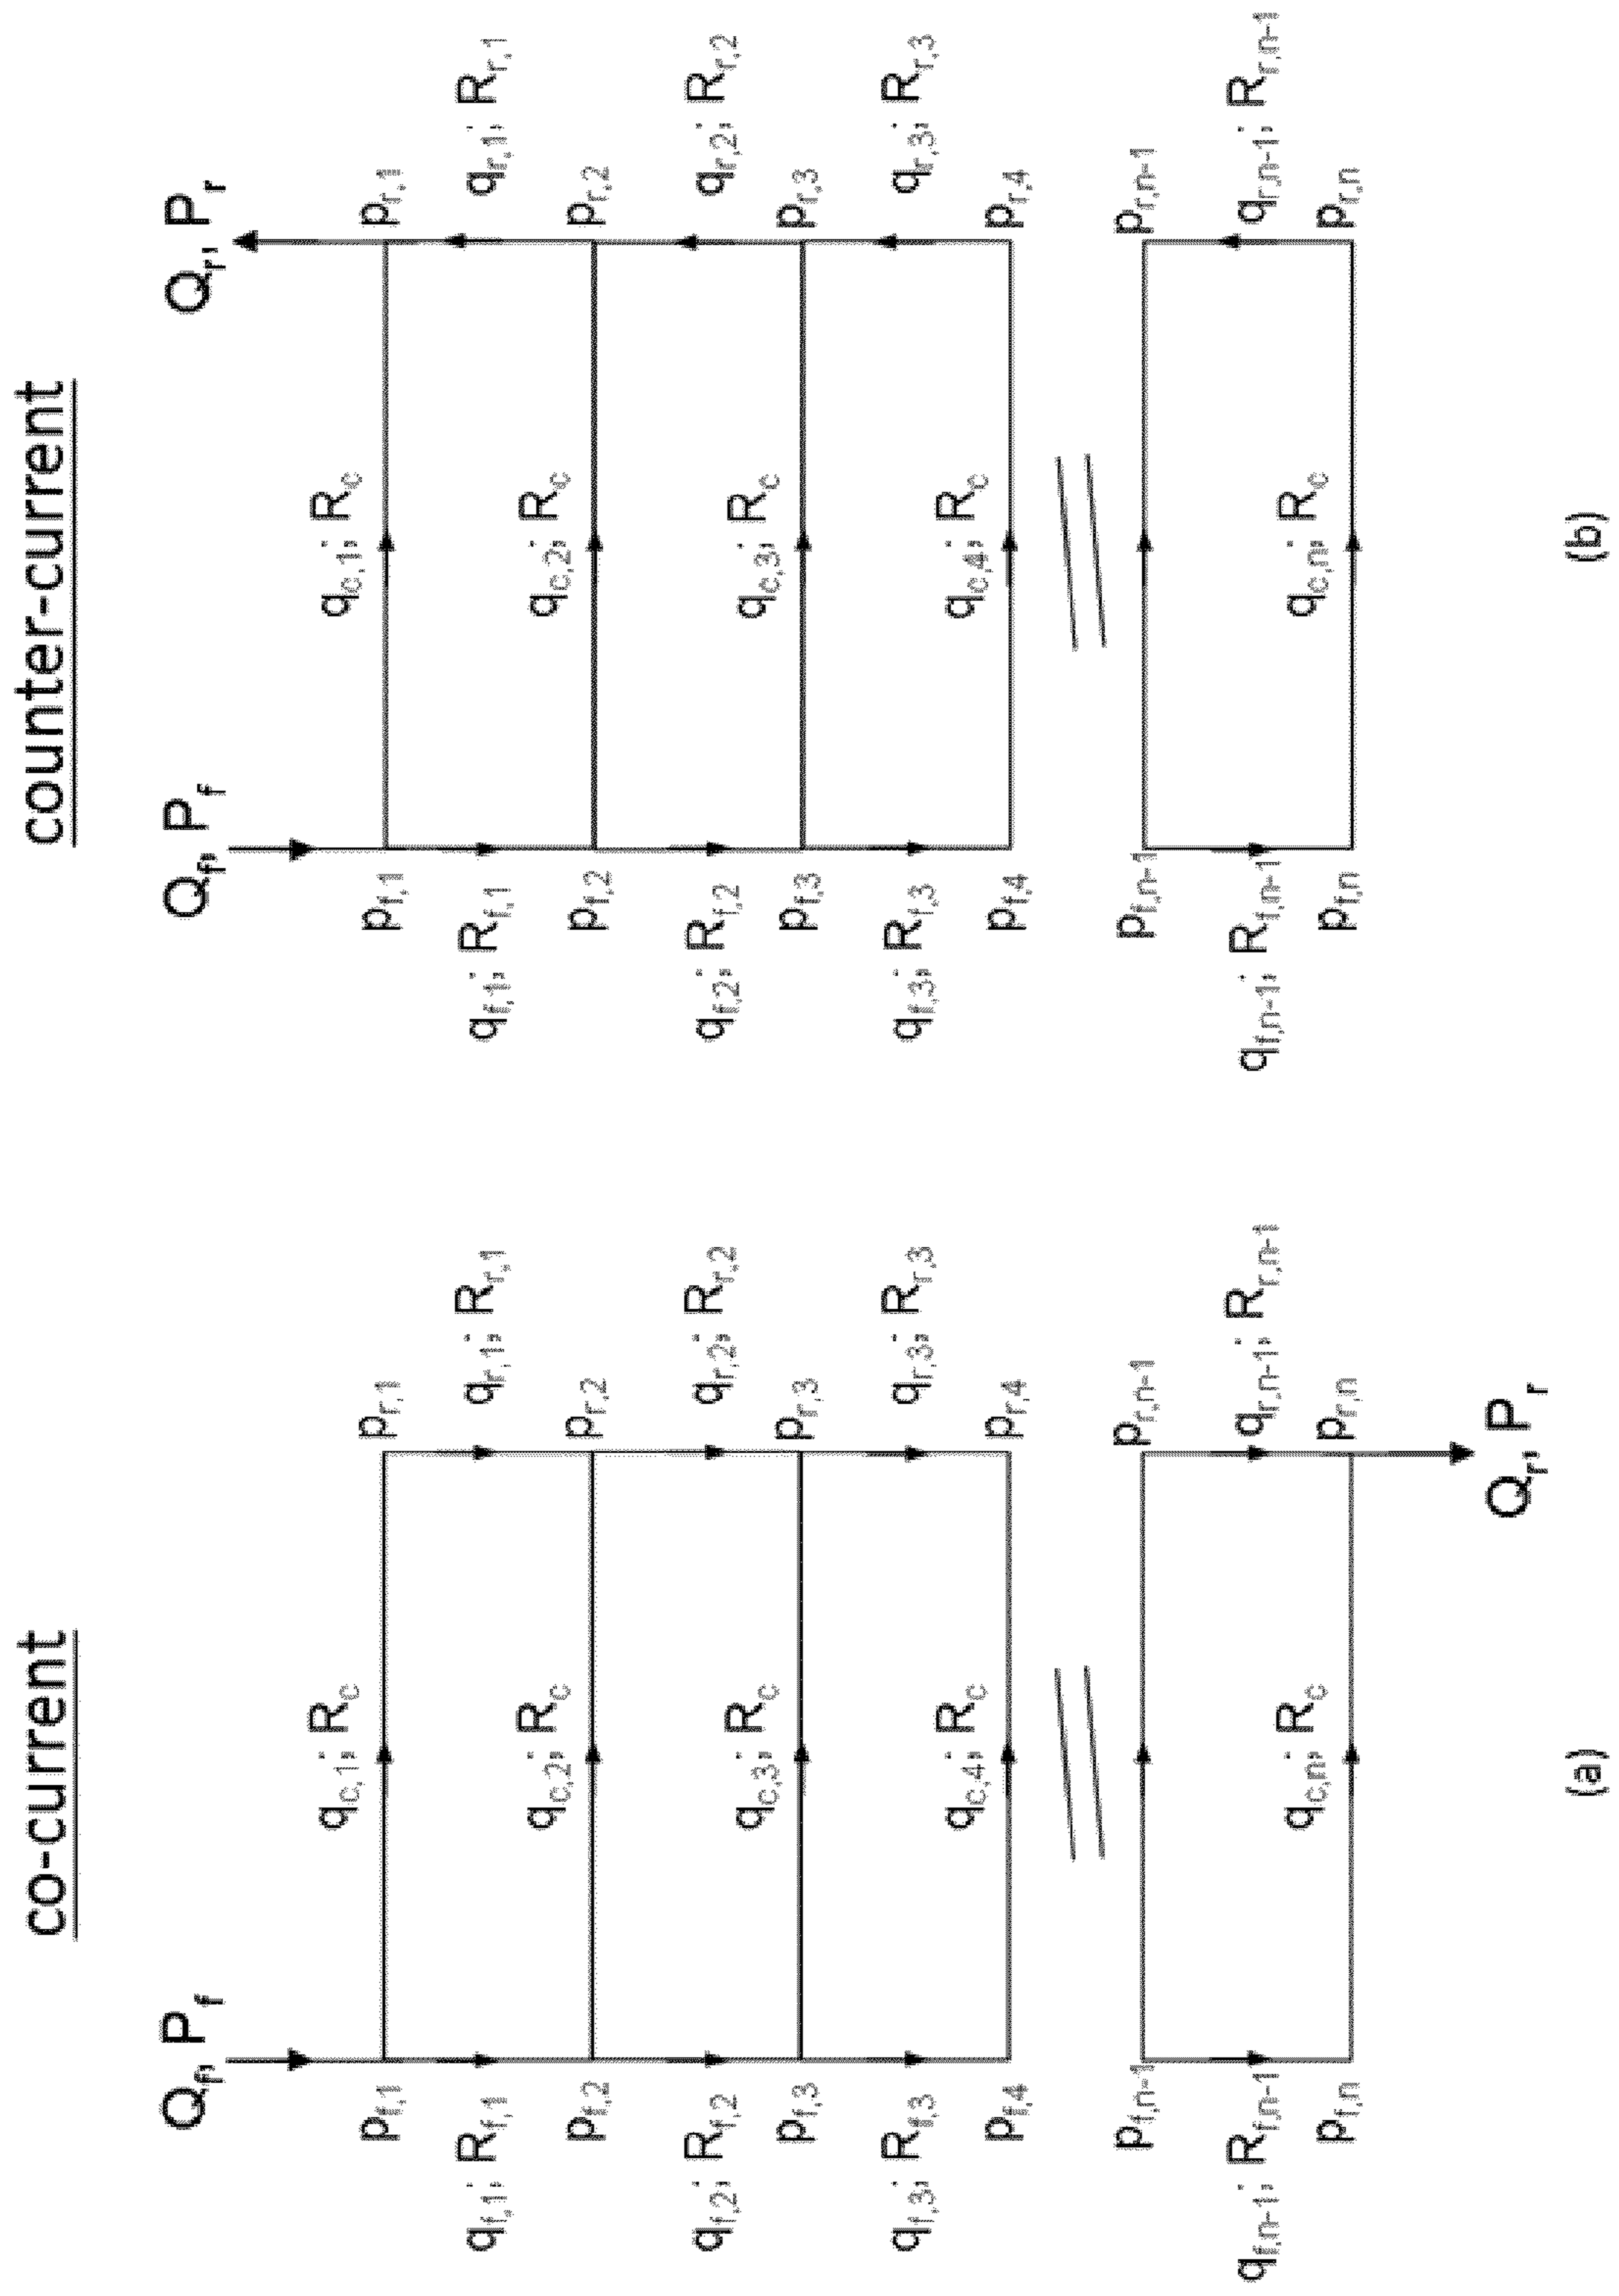 co-current
Q_f, P_f
q_c,1; R_c
p_f,1 p_r,1
q_f,1; R_f,1 q_r,1; R_r,1
q_c,2; R_c
p_f,2 p_r,2
q_f,2; R_f,2 q_r,2; R_r,2
q_c,3; R_c
p_f,3 p_r,3
q_f,3; R_f,3 q_r,3; R_r,3
q_c,4; R_c
p_f,4 p_r,4
p_f,n-1 p_r,n-1
q_f,n-1; R_f,n-1 q_r,n-1; R_r,n-1
q_c,n; R_c
p_f,n p_r,n
Q_r, P_r
(a)
counter-current
Q_f, P_f Q_r, P_r
q_c,1; R_c
p_f,1 p_r,1
q_f,1; R_f,1 q_r,1; R_r,1
q_c,2; R_c
p_f,2 p_r,2
q_f,2; R_f,2 q_r,2; R_r,2
q_c,3; R_c
p_f,3 p_r,3
q_f,3; R_f,3 q_r,3; R_r,3
q_c,4; R_c
p_f,4 p_r,4
p_f,n-1 p_r,n-1
q_f,n-1; R_f,n-1 q_r,n-1; R_r,n-1
q_c,n; R_c
p_f,n p_r,n
(b)